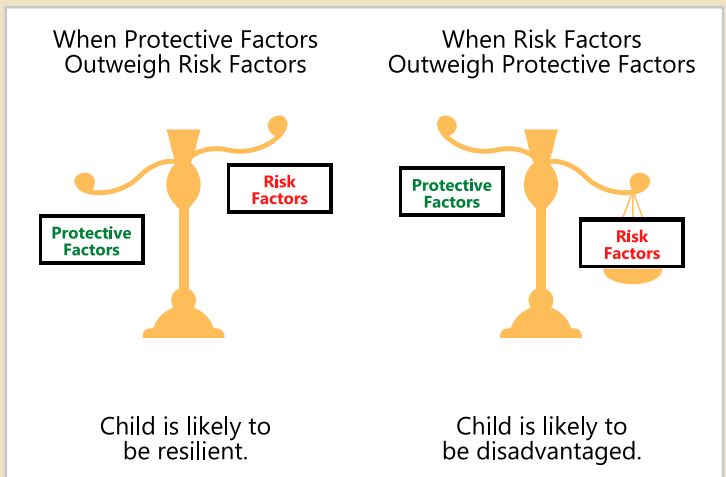 When Protective Factors
Outweigh Risk Factors
Protective
Factors
Risk
Factors
Child is likely to
be resilient.
When Risk Factors
Outweigh Protective Factors
Protective
Factors
Risk
Factors
Child is likely to
be disadvantaged.